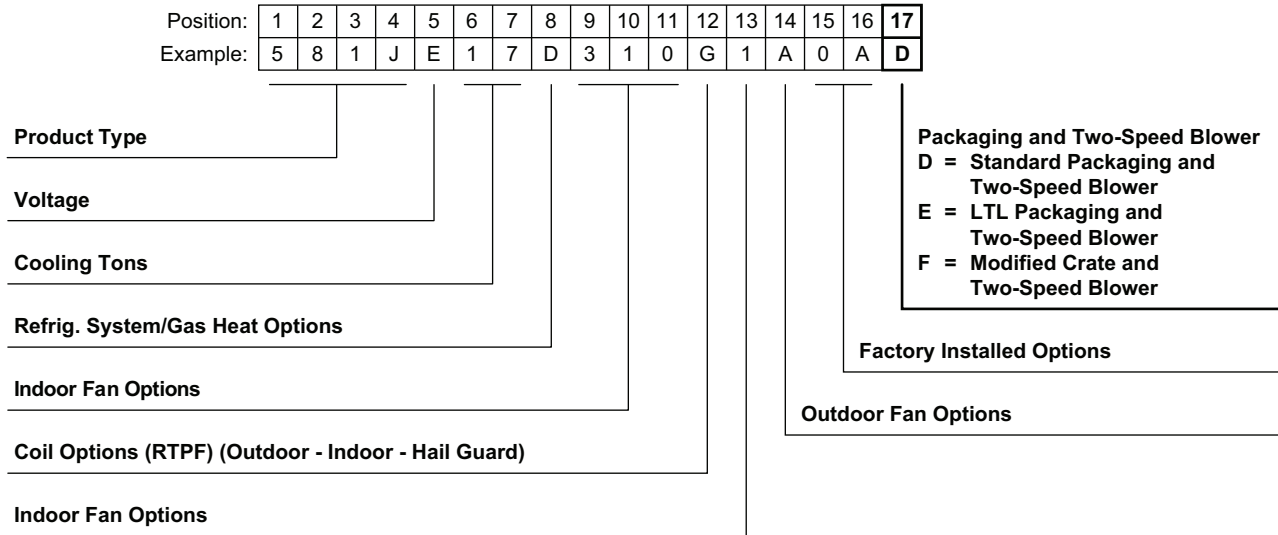 Position: 1 2 3 4 5 6 7 8 9 10 11 12 13 14 15 16 17
Example: 5 8 1 J E 1 7 D 3 1 0 G 1 A 0 A D
Product Type
Voltage
Cooling Tons
Refrig. System/Gas Heat Options
Indoor Fan Options
Coil Options (RTPF) (Outdoor - Indoor - Hail Guard)
Indoor Fan Options
Packaging and Two-Speed Blower
D = Standard Packaging and
Two-Speed Blower
E = LTL Packaging and
Two-Speed Blower
F = Modified Crate and
Two-Speed Blower
Factory Installed Options
Outdoor Fan Options